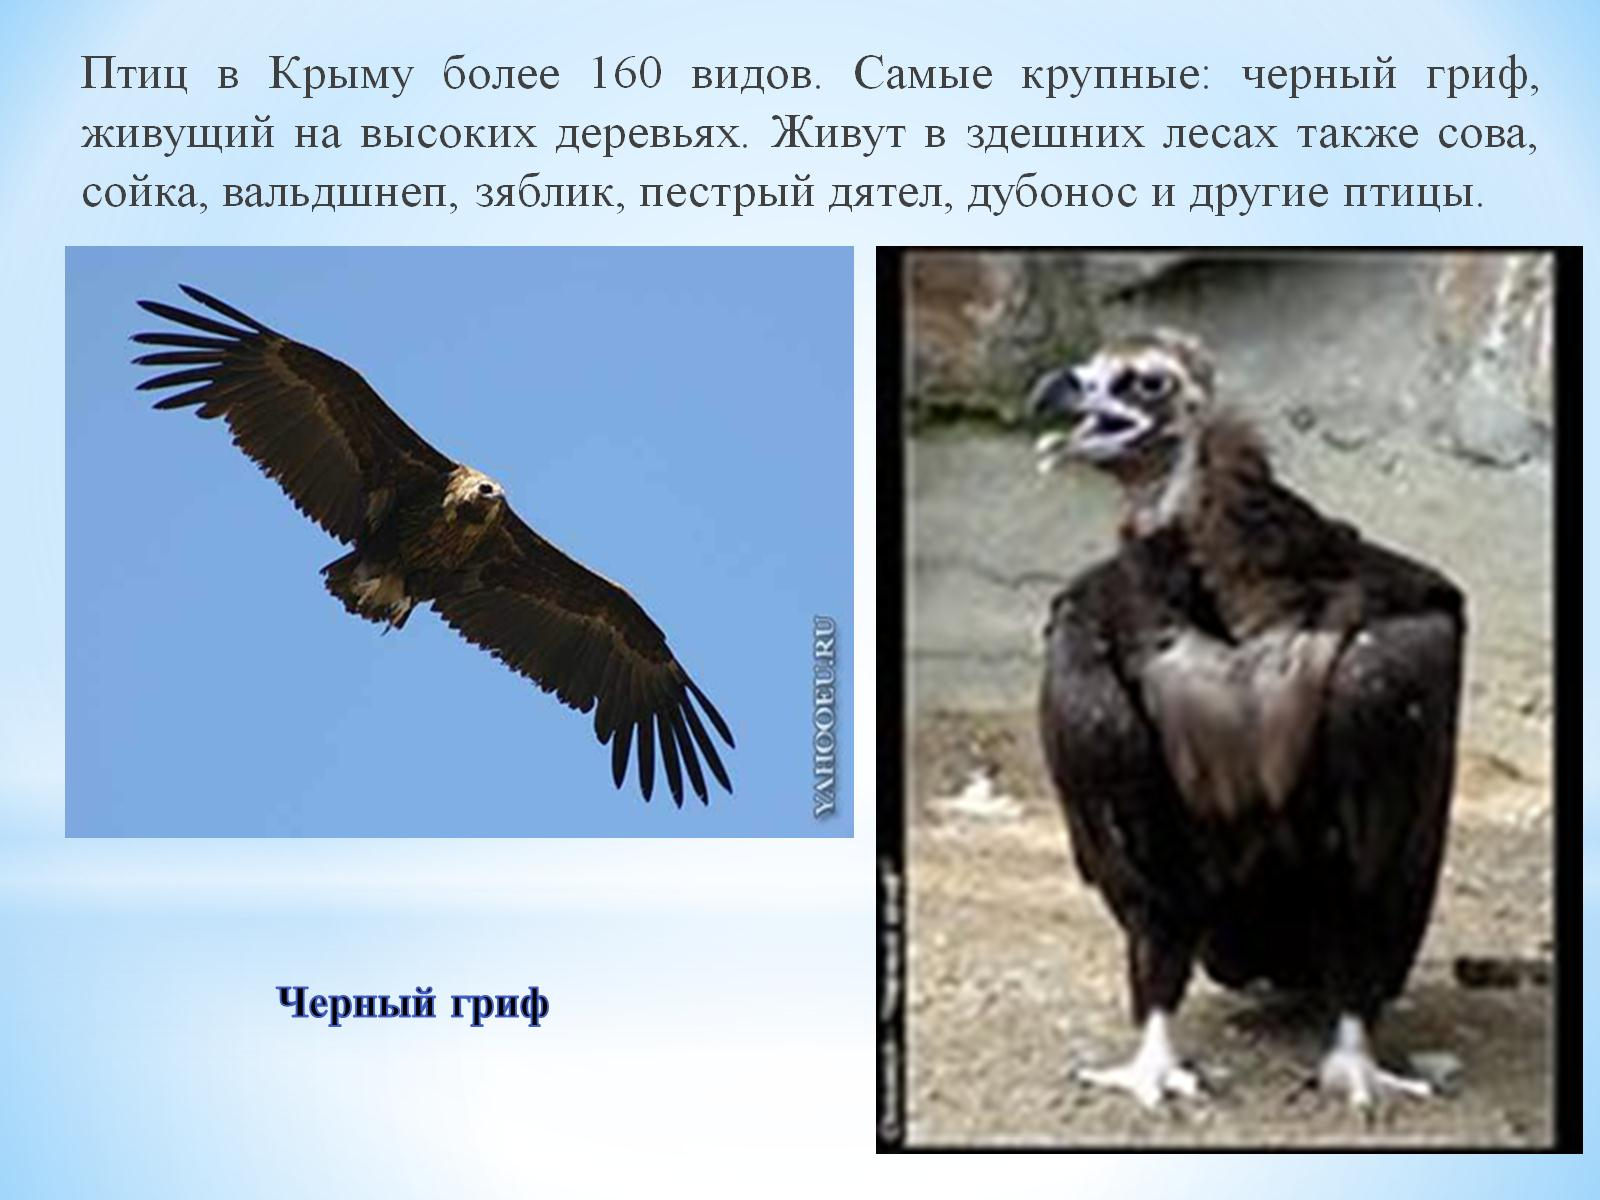 Птиц в Крыму более 160 видов. Самые крупные: черный гриф,
живущий на высоких деревьях. Живут в здешних лесах также сова,
сойка, вальдшнеп, зяблик, пестрый дятел, дубонос и другие птицы.
YAHOOEU.RU
Черный гриф